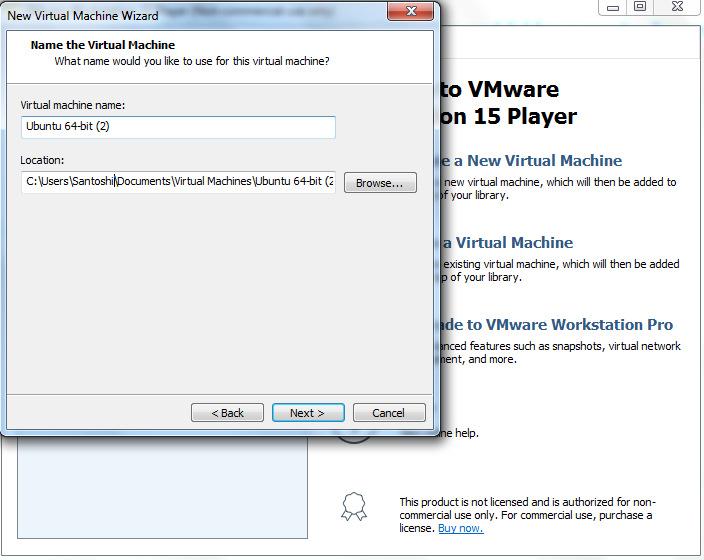 New Virtual Machine Wizard
Name the Virtual Machine
What name would you like to use for this virtual machine?
Virtual machine name:
Ubuntu 64-bit (2)
Location:
C:\Users\Santoshi\Documents\Virtual Machines\Ubuntu 64-bit (2
Browse...
< Back
Next >
Cancel
to VMware
on 15 Player
e a New Virtual Machine
new virtual machine, which will then be added to
of your library.
a Virtual Machine
existing virtual machine, which will then be added
op of your library.
ade to VMware Workstation Pro
anced features such as snapshots, virtual network
ment, and more.
online help.
This product is not licensed and is authorized for non-
commercial use only. For commercial use, purchase a
license. Buy now.